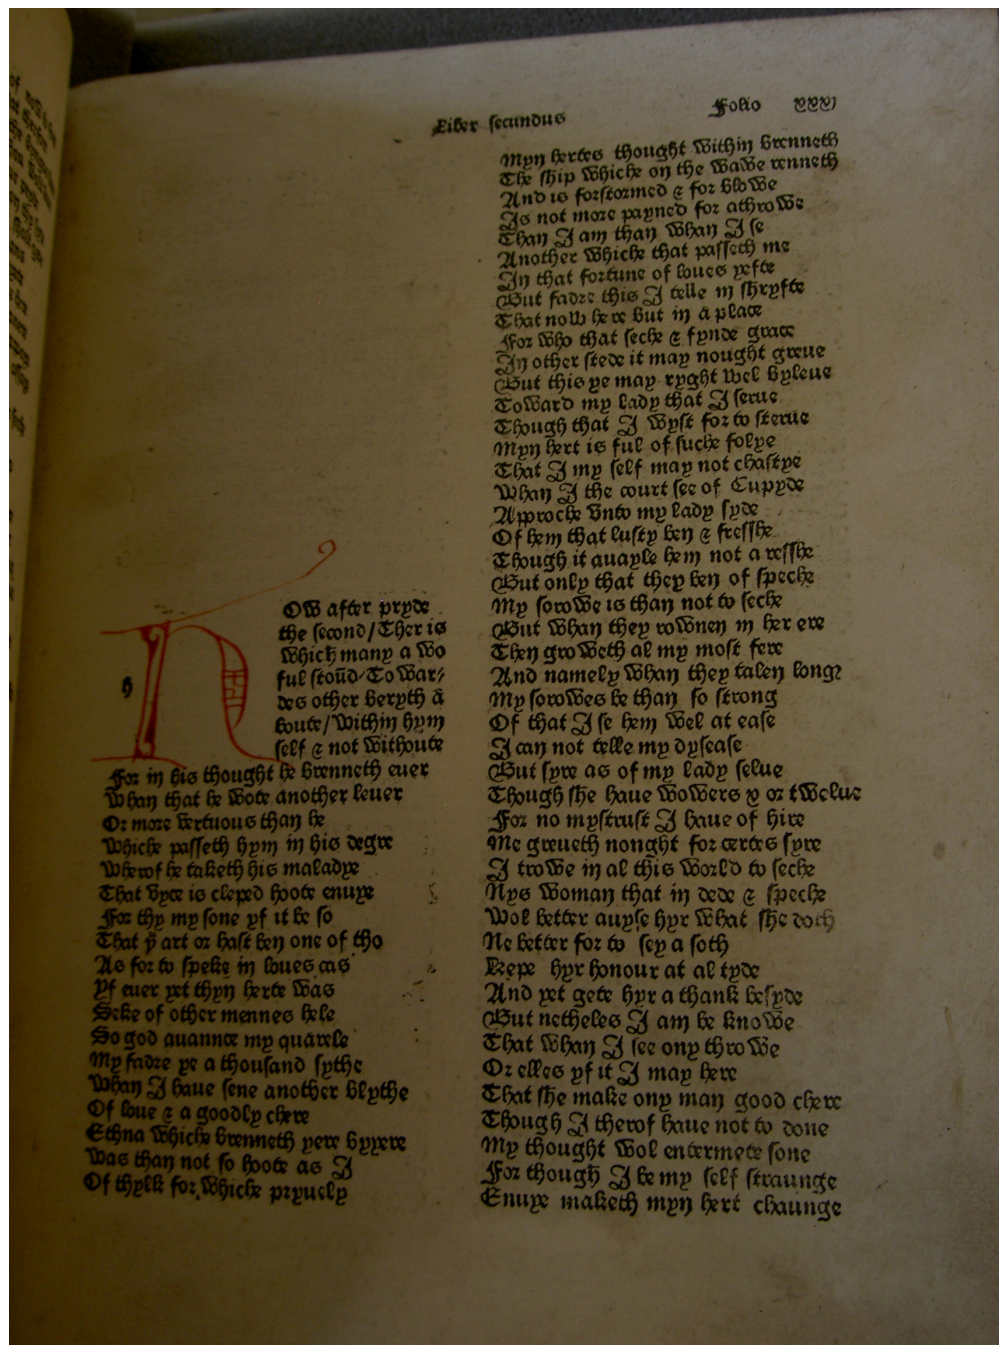 Liber secundus
Folio xxxj
OW after pryde
the second/Ther is
Which many a wo
ful stoūd/Towar/
des other beryth ā
boute/Within hym
self & not withoute
For in his thought he brenneth euer
Whan that he wote another leuer
Or more vertuous than he
Whiche passeth hym in his degre
Wherof he taketh his maladye
That vyce is cleped hoote enuye
For thy my sone yf it be so
That þu art or hast ben one of tho
As for to speke in loues cas
Yf euer yet thyn herte was
Seke of other mennes hele
So god auannce my quarele
My fadre ye a thousand sythe
Whan I haue sene another blythe
Of loue & a goodly chere
Ethna whiche brenneth yere byyere
Was than not so hoote as I
Of thylk for whiche pryuely
Myn hertes thought within brenneth
The ship whiche on the wawe renneth
And is forstormed & for blowe
Is not more payned for athrowe
Than I am than whan I se
Another whiche that passeth me
In that fortune of loues yefte
But fadre this I telle in shryfte
That nowh here but in a place
For who that seche & fynde grace
In other stede it may nought greue
But this ye may ryght wel byleue
Toward my lady that I serue
Though that I wyst for to sterue
Myn hert is ful of suche folye
That I my self may not chastye
Whan I the court see of Cupyde
Approche vnto my lady syde
Of hem that lusty ben & fresshe
Though it auayle hem not a resshe
But only that they ben of speche
My sorowe is than not to seche
But whan they rownen in her ere
Then groweth al my most fere
And namely whan they talen longe
My sorowes be than so strong
Of that I se hem wel at ease
I can not telle my dysease
But syre as of my lady selue
Though she haue wowers x or twelue
For no mystrust I haue of hire
Me greueth nought for certes syre
I trowe in al this world to seche
Nys woman that in dede & speche
Wol better auyse hyr what she doth
Ne better for to sey a soth
Kepe hyr honour at al tyde
And yet gete hyr a thank besyde
But netheles I am be knowe
That whan I see ony throwe
Or elles yf it I may here
That she make ony man good chere
Though I therof haue not to done
My thought wol entermete sone
For though I be my self straunge
Enuye maketh myn hert chaunge